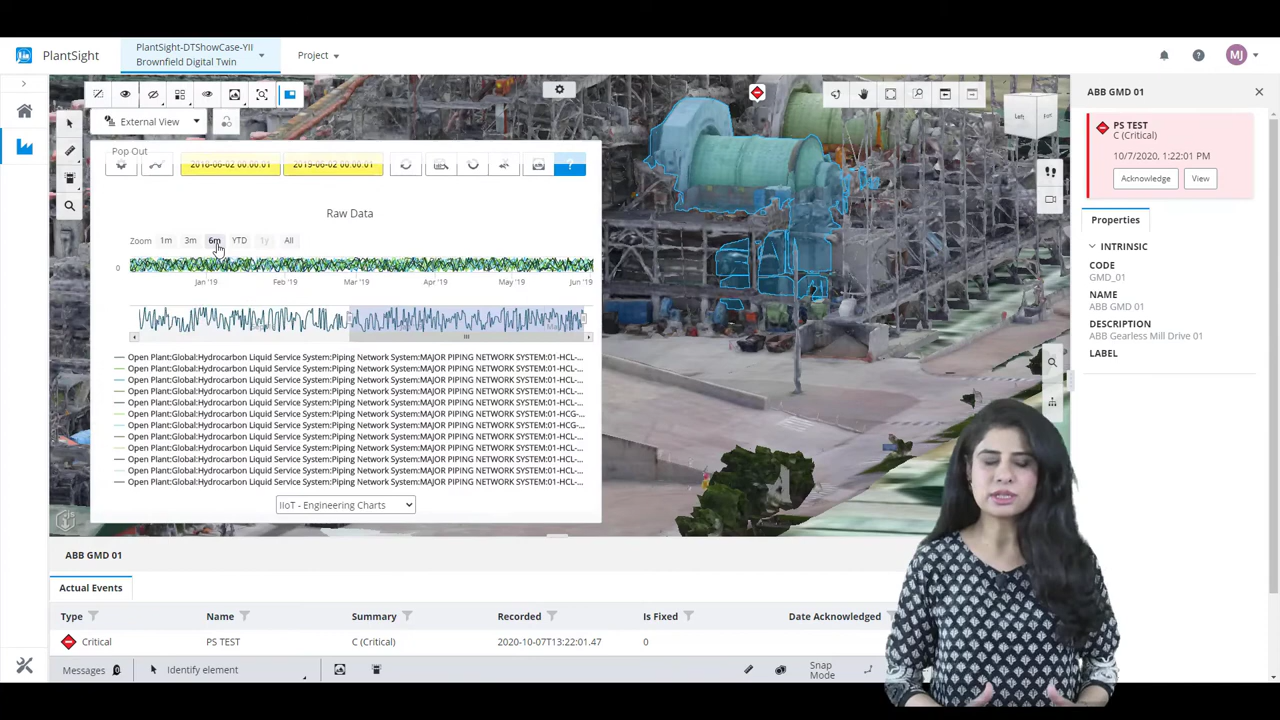 PlantSight
PlantSight-DTShowCase-YII
Brownfield Digital Twin
Project
MJ
External View
Pop Out
2018-06-02 00:00:01
2019-06-02 00:00:01
?
Raw Data
Zoom 1m 3m 6m YTD 1y All
0
Jan '19 Feb '19 Mar '19 Apr '19 May '19 Jun '19
Open Plant:Global:Hydrocarbon Liquid Service System:Piping Network System:MAJOR PIPING NETWORK SYSTEM:01-HCL-...
Open Plant:Global:Hydrocarbon Liquid Service System:Piping Network System:MAJOR PIPING NETWORK SYSTEM:01-HCL-...
Open Plant:Global:Hydrocarbon Liquid Service System:Piping Network System:MAJOR PIPING NETWORK SYSTEM:01-HCL-...
Open Plant:Global:Hydrocarbon Liquid Service System:Piping Network System:MAJOR PIPING NETWORK SYSTEM:01-HCL-...
Open Plant:Global:Hydrocarbon Liquid Service System:Piping Network System:MAJOR PIPING NETWORK SYSTEM:01-HCL-...
Open Plant:Global:Hydrocarbon Liquid Service System:Piping Network System:MAJOR PIPING NETWORK SYSTEM:01-HCG-...
Open Plant:Global:Hydrocarbon Liquid Service System:Piping Network System:MAJOR PIPING NETWORK SYSTEM:01-HCG-...
Open Plant:Global:Hydrocarbon Liquid Service System:Piping Network System:MAJOR PIPING NETWORK SYSTEM:01-HCL-...
Open Plant:Global:Hydrocarbon Liquid Service System:Piping Network System:MAJOR PIPING NETWORK SYSTEM:01-HCL-...
Open Plant:Global:Hydrocarbon Liquid Service System:Piping Network System:MAJOR PIPING NETWORK SYSTEM:01-HCL-...
Open Plant:Global:Hydrocarbon Liquid Service System:Piping Network System:MAJOR PIPING NETWORK SYSTEM:01-HCL-...
Open Plant:Global:Hydrocarbon Liquid Service System:Piping Network System:MAJOR PIPING NETWORK SYSTEM:01-HCL-...
IIoT - Engineering Charts
Left
ABB GMD 01
PS TEST
C (Critical)
10/7/2020, 1:22:01 PM
Acknowledge View
Properties
INTRINSIC
CODE
GMD_01
NAME
ABB GMD 01
DESCRIPTION
ABB Gearless Mill Drive 01
LABEL
ABB GMD 01
Actual Events
Type Name Summary Recorded Is Fixed Date Acknowledged
Critical PS TEST C (Critical) 2020-10-07T13:22:01.47 0
Messages 0 Identify element
Snap
Mode